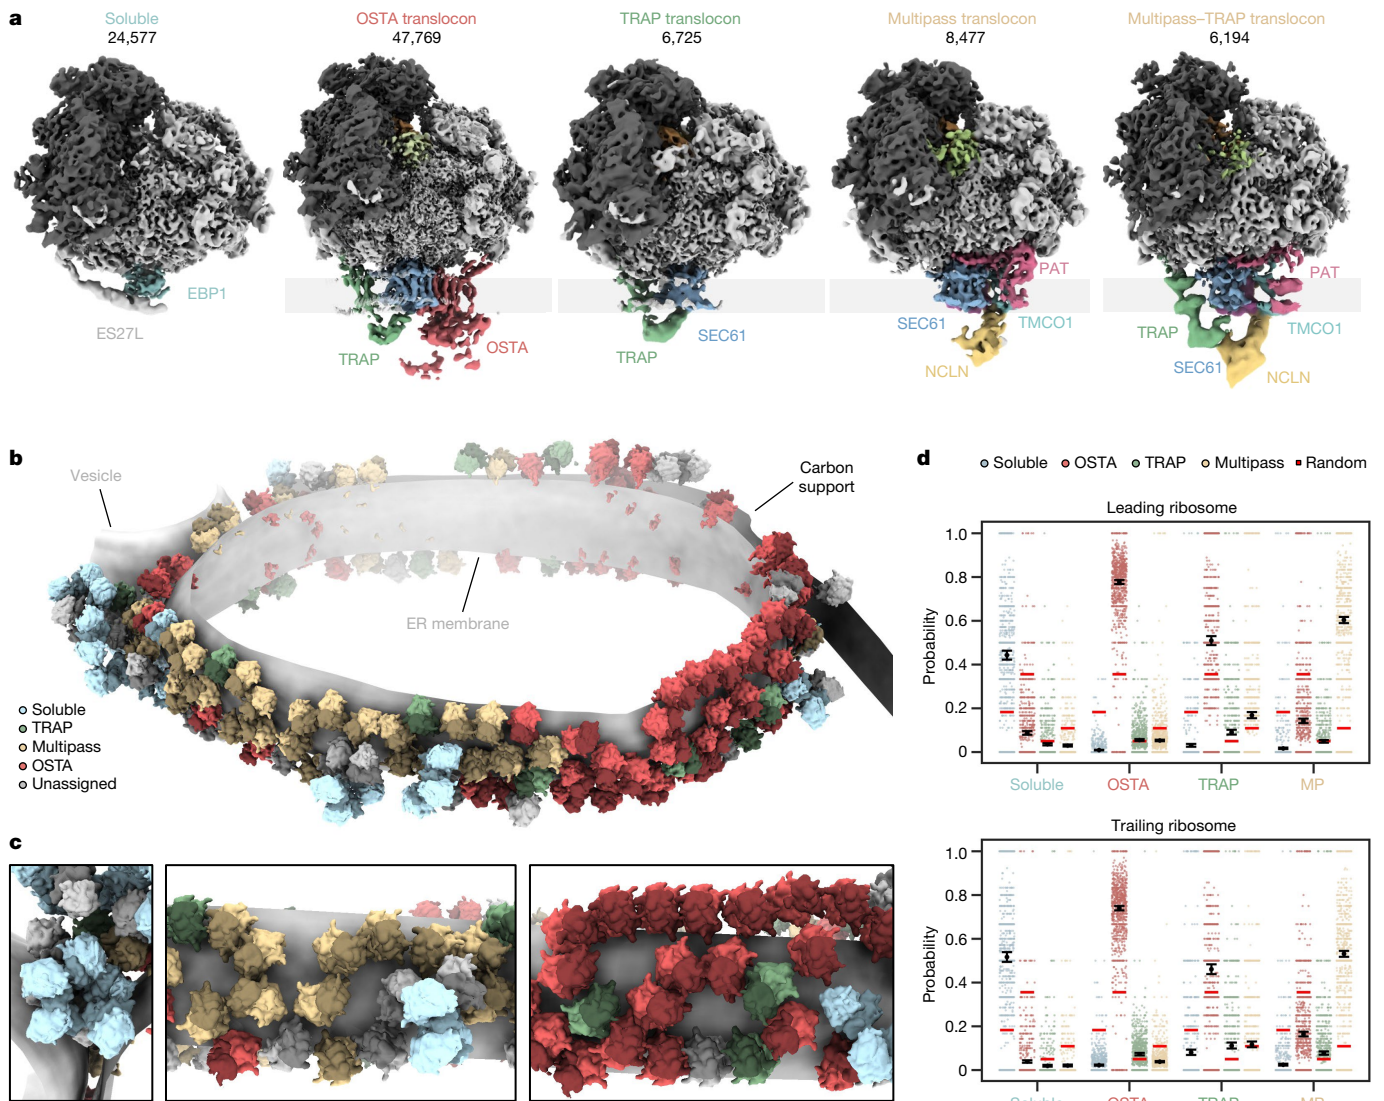 a
Soluble
24,577
OSTA translocon
47,769
TRAP translocon
6,725
Multipass translocon
8,477
Multipass–TRAP translocon
6,194
EBP1
ES27L
TRAP
OSTA
TRAP
SEC61
PAT
SEC61
TMCO1
NCLN
PAT
TRAP
TMCO1
SEC61
NCLN
b
Vesicle
Carbon
support
ER membrane
Soluble
TRAP
Multipass
OSTA
Unassigned
c
d
Soluble
OSTA
TRAP
Multipass
Random
Leading ribosome
Probability
1.0
0.8
0.6
0.4
0.2
0
Soluble
OSTA
TRAP
MP
Trailing ribosome
Probability
1.0
0.8
0.6
0.4
0.2
0
Soluble
OSTA
TRAP
MP